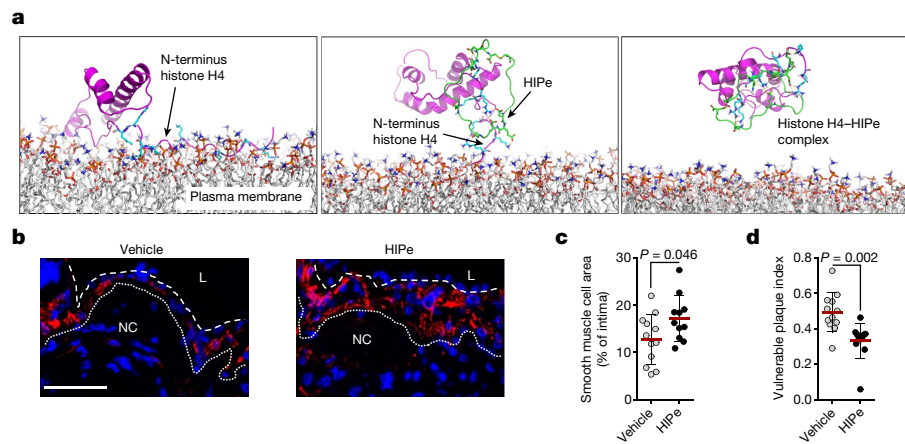 a
N-terminus
histone H4
Plasma membrane
HIPe
N-terminus
histone H4
Histone H4–HIPe
complex
b
Vehicle
L
NC
HIPe
L
NC
c
P = 0.046
Smooth muscle cell area
(% of intima)
30
20
10
0
Vehicle
HIPe
d
P = 0.002
Vulnerable plaque index
0.8
0.6
0.4
0.2
0.0
Vehicle
HIPe